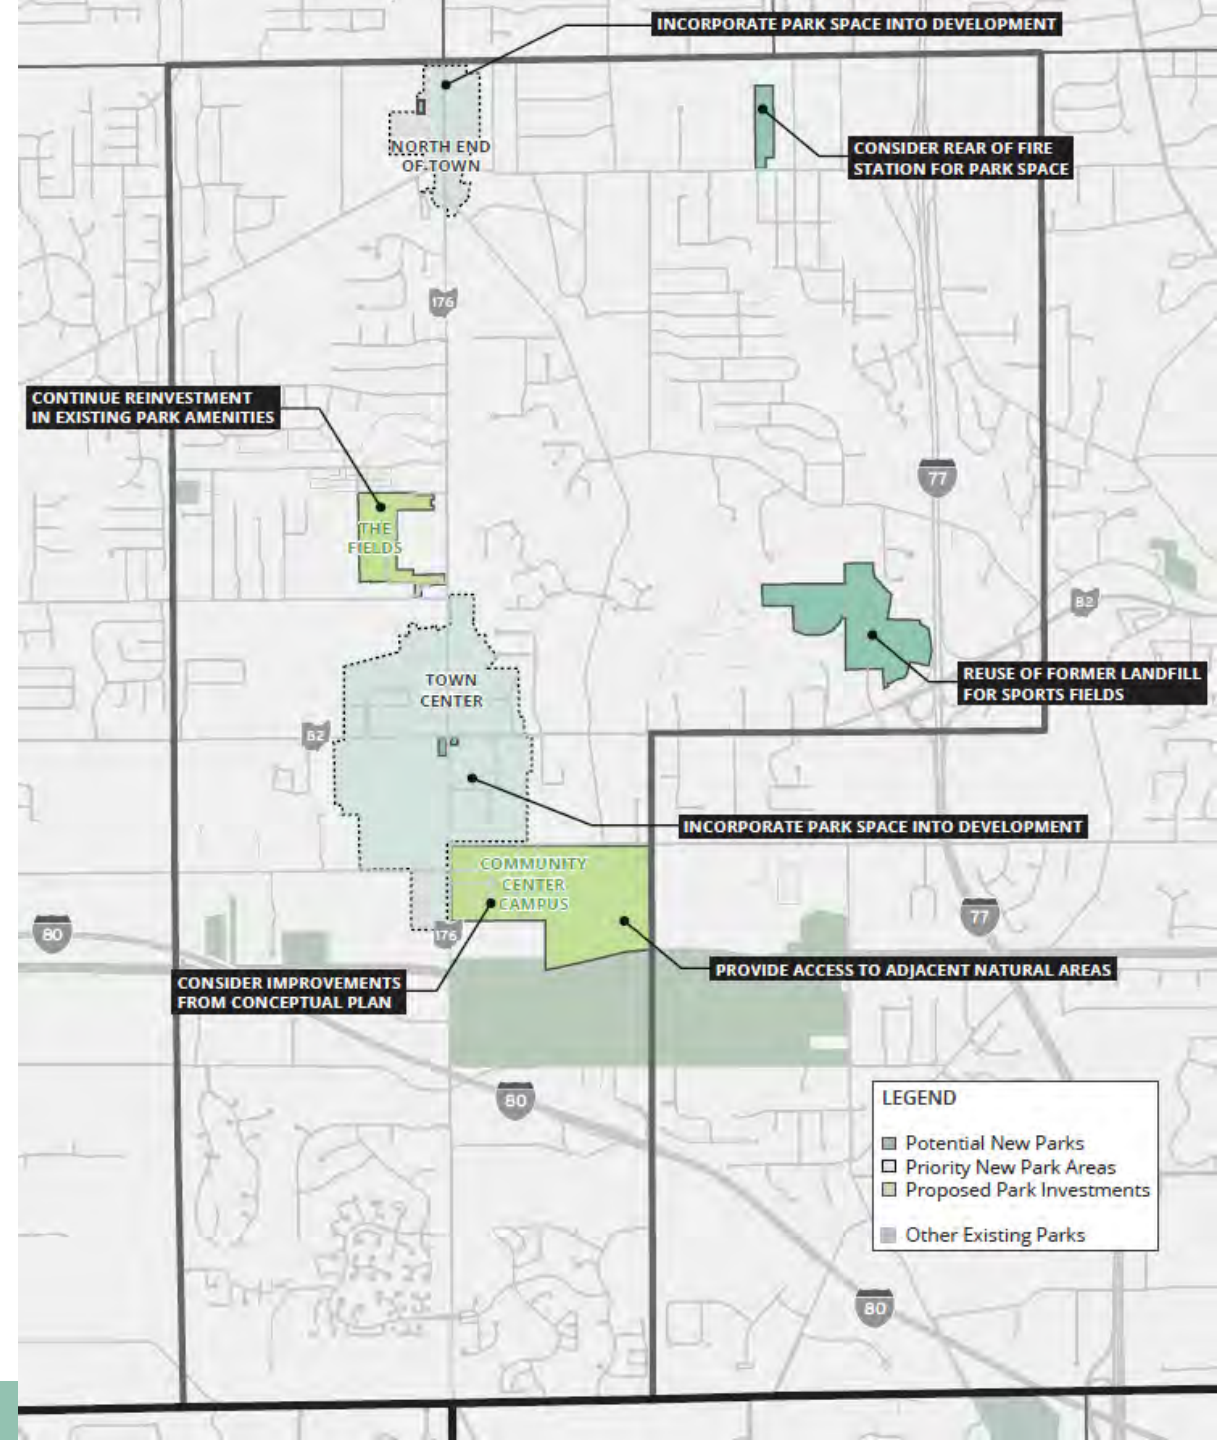 INCORPORATE PARK SPACE INTO DEVELOPMENT
CONSIDER REAR OF FIRE
STATION FOR PARK SPACE
NORTH END
OF TOWN
176
CONTINUE REINVESTMENT
IN EXISTING PARK AMENITIES
77
THE
FIELDS
82
REUSE OF FORMER LANDFILL
FOR SPORTS FIELDS
TOWN
CENTER
82
INCORPORATE PARK SPACE INTO DEVELOPMENT
COMMUNITY
CENTER
CAMPUS
77
80
176
PROVIDE ACCESS TO ADJACENT NATURAL AREAS
CONSIDER IMPROVEMENTS
FROM CONCEPTUAL PLAN
80
LEGEND
Potential New Parks
Priority New Park Areas
Proposed Park Investments
Other Existing Parks
80